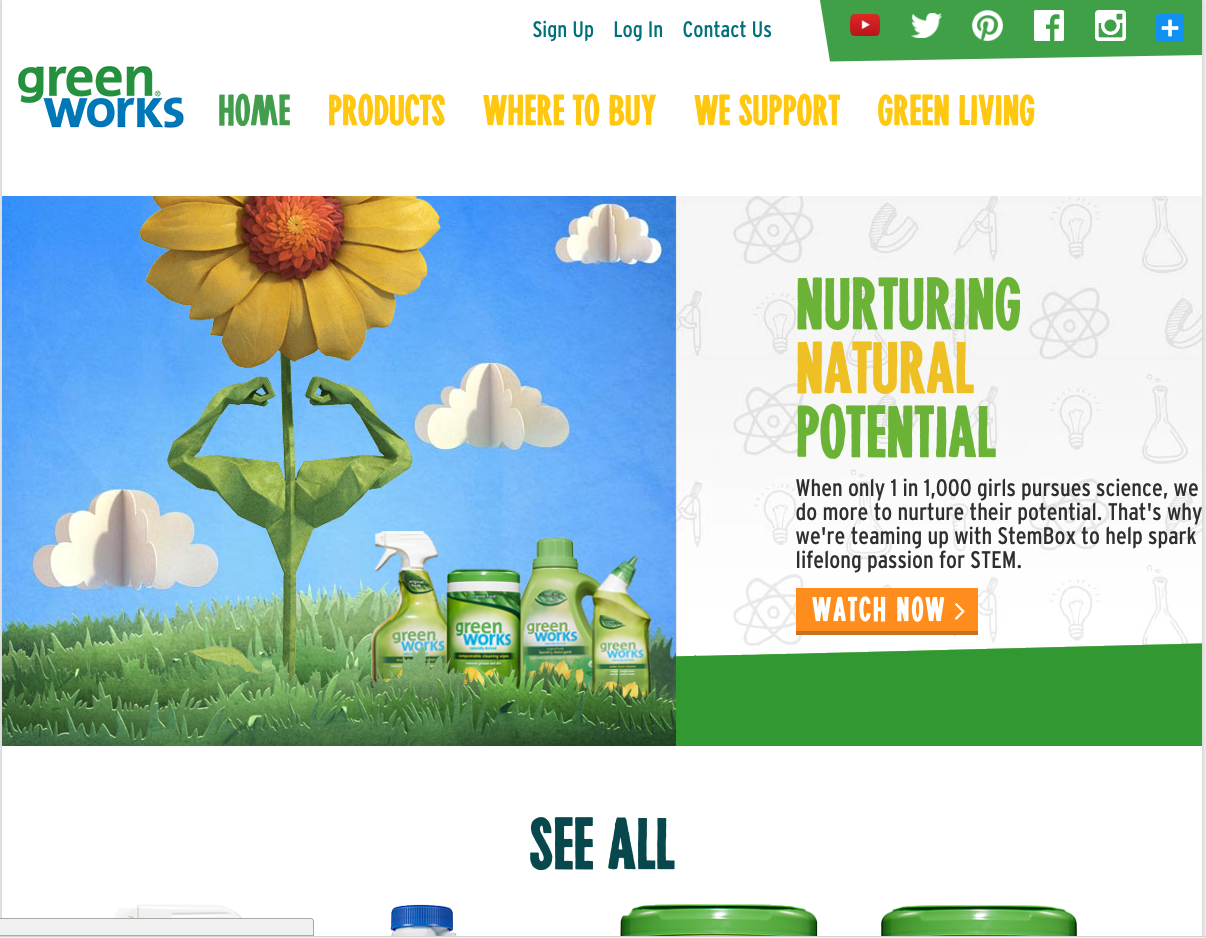 Sign Up Log In Contact Us
green®
works
HOME PRODUCTS WHERE TO BUY WE SUPPORT GREEN LIVING
NURTURING
NATURAL
POTENTIAL
When only 1 in 1,000 girls pursues science, we
do more to nurture their potential. That's why
we're teaming up with StemBox to help spark
lifelong passion for STEM.
WATCH NOW >
green
works
green
works
green
works
green
works
SEE ALL